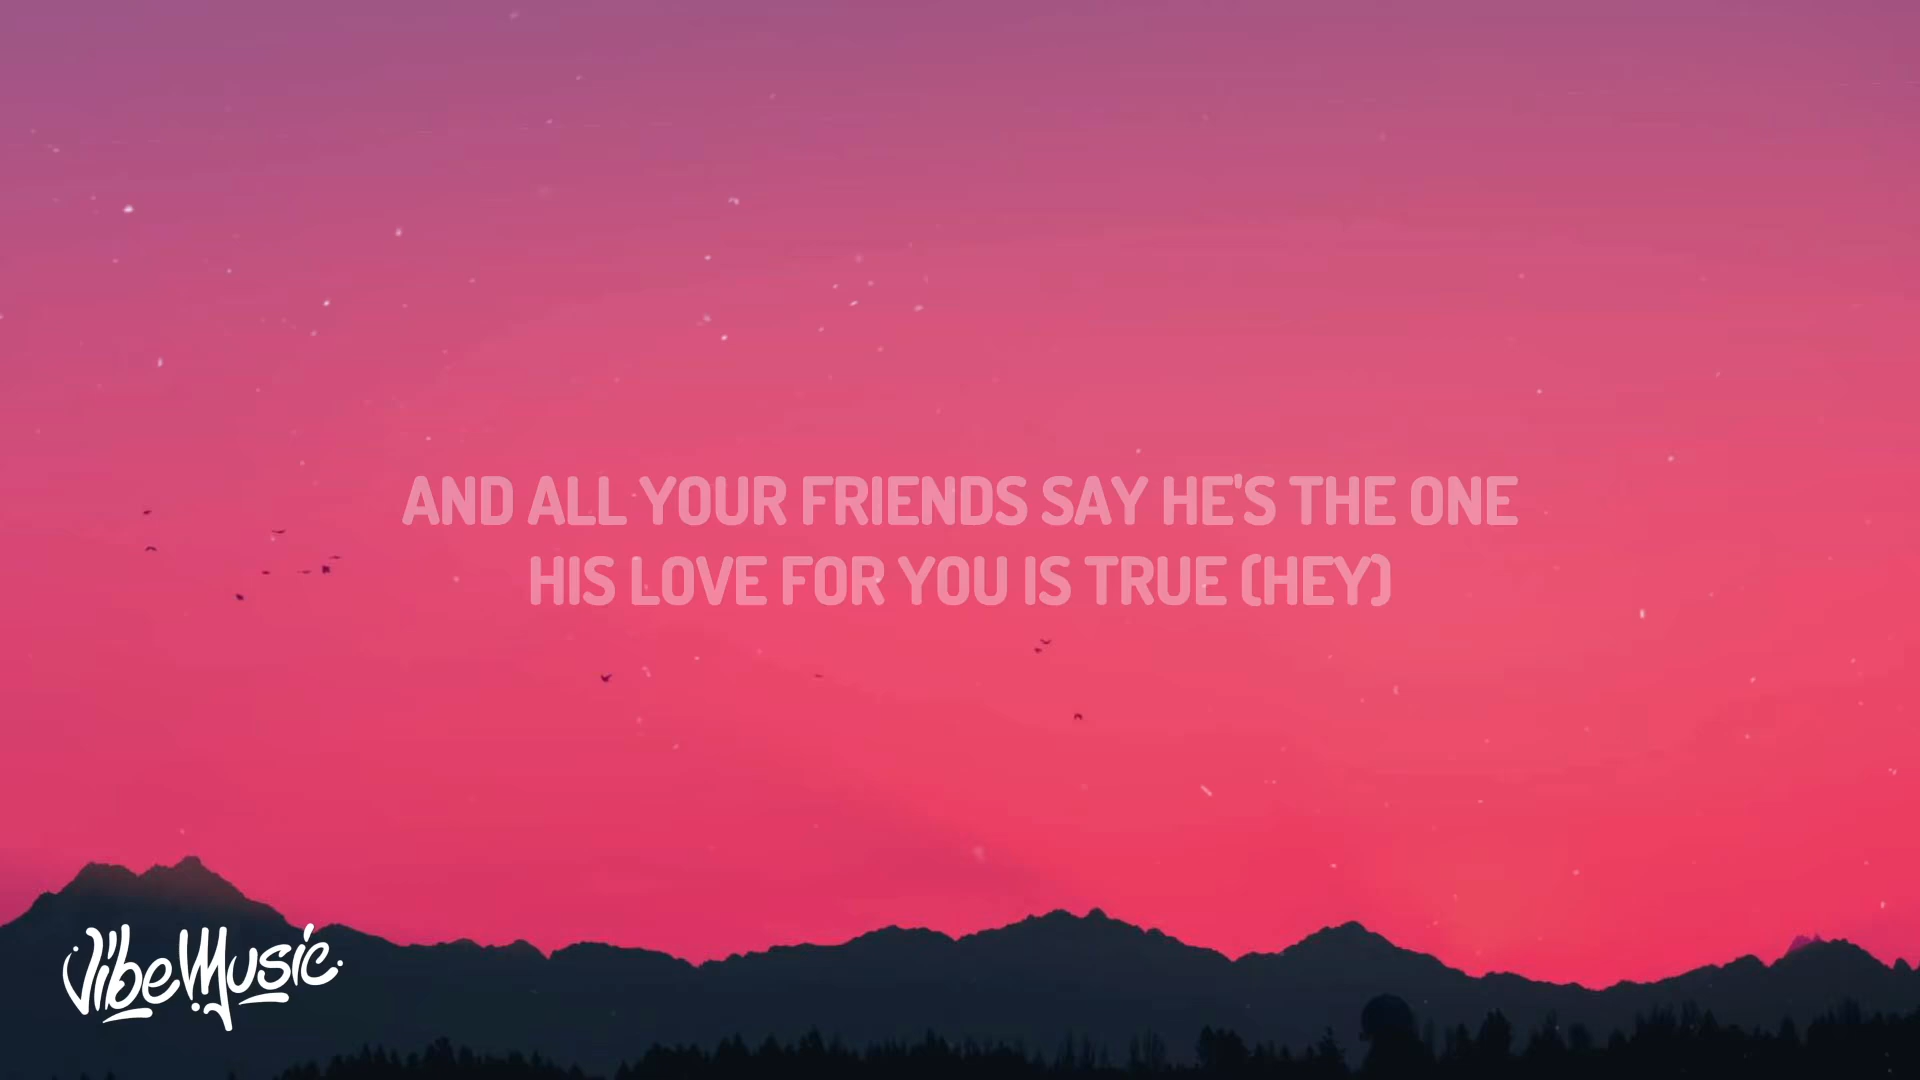 AND ALL YOUR FRIENDS SAY HE'S THE ONE
HIS LOVE FOR YOU IS TRUE (HEY)
VibeMusic.